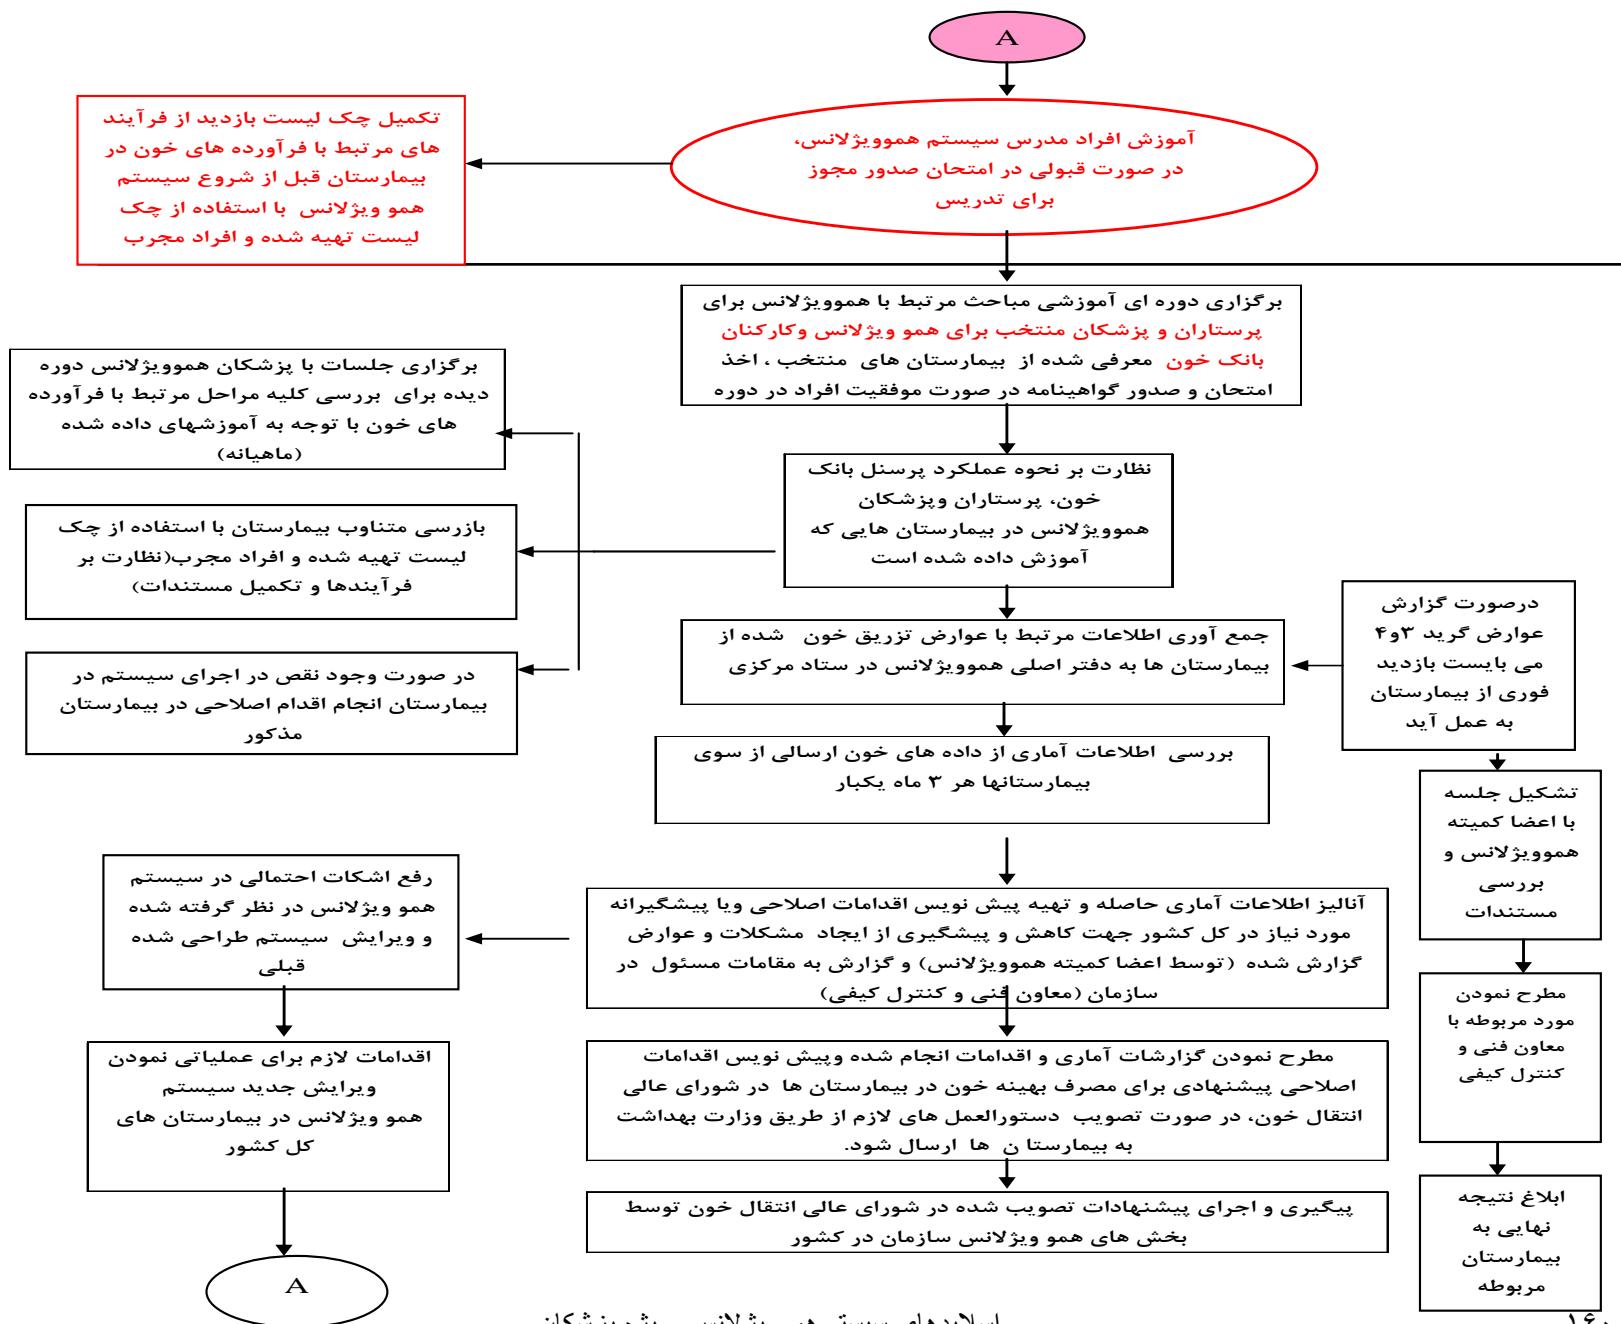 A
آموزش افراد مدرس سیستم هموویژلانس،
در صورت قبولی در امتحان صدور مجوز
برای تدریس
تکمیل چک لیست بازدید از فرآیند
های مرتبط با فرآورده های خون در
بیمارستان قبل از شروع سیستم
همو ویژلانس با استفاده از چک
لیست تهیه شده و افراد مجرب
برگزاری دوره ای آموزشی مباحث مرتبط با هموویژلانس برای
پرستاران و پزشکان منتخب برای همو ویژلانس وکارکنان
بانک خون معرفی شده از بیمارستان های منتخب ، اخذ
امتحان و صدور گواهینامه در صورت موفقیت افراد در دوره
برگزاری جلسات با پزشکان هموویژلانس دوره
دیده برای بررسی کلیه مراحل مرتبط با فرآورده
های خون با توجه به آموزشهای داده شده
(ماهیانه)
نظارت بر نحوه عملکرد پرسنل بانک
خون، پرستاران وپزشکان
هموویژلانس در بیمارستان هایی که
آموزش داده شده است
بازرسی متناوب بیمارستان با استفاده از چک
لیست تهیه شده و افراد مجرب(نظارت بر
فرآیندها و تکمیل مستندات)
درصورت گزارش
عوارض گرید ۳و۴
می بایست بازدید
فوری از بیمارستان
به عمل آید
جمع آوری اطلاعات مرتبط با عوارض تزریق خون شده از
بیمارستان ها به دفتر اصلی هموویژلانس در ستاد مرکزی
در صورت وجود نقص در اجرای سیستم در
بیمارستان انجام اقدام اصلاحی در بیمارستان
مذکور
بررسی اطلاعات آماری از داده های خون ارسالی از سوی
بیمارستانها هر ۳ ماه یکبار
تشکیل جلسه
با اعضا کمیته
هموویژلانس و
بررسی
مستندات
رفع اشکات احتمالی در سیستم
همو ویژلانس در نظر گرفته شده
و ویرایش سیستم طراحی شده
قبلی
آنالیز اطلاعات آماری حاصله و تهیه پیش نویس اقدامات اصلاحی ویا پیشگیرانه
مورد نیاز در کل کشور جهت کاهش و پیشگیری از ایجاد مشکلات و عوارض
گزارش شده (توسط اعضا کمیته هموویژلانس) و گزارش به مقامات مسئول در
سازمان (معاون فنی و کنترل کیفی)
مطرح نمودن
مورد مربوطه با
معاون فنی و
کنترل کیفی
اقدامات لازم برای عملیاتی نمودن
ویرایش جدید سیستم
همو ویژلانس در بیمارستان های
کل کشور
مطرح نمودن گزارشات آماری و اقدامات انجام شده وپیش نویس اقدامات
اصلاحی پیشنهادی برای مصرف بهینه خون در بیمارستان ها در شورای عالی
انتقال خون، در صورت تصویب دستورالعمل های لازم از طریق وزارت بهداشت
به بیمارستا ن ها ارسال شود.
ابلاغ نتیجه
نهایی به
بیمارستان
مربوطه
پیگیری و اجرای پیشنهادات تصویب شده در شورای عالی انتقال خون توسط
بخش های همو ویژلانس سازمان در کشور
A